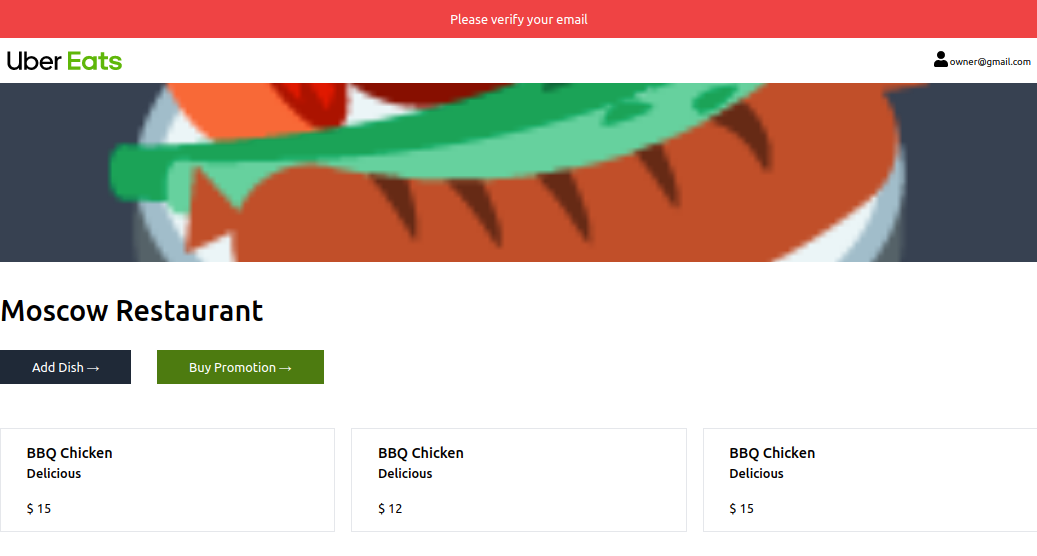 Please verify your email
Uber Eats
owner@gmail.com
Moscow Restaurant
Add Dish →
Buy Promotion →
BBQ Chicken
Delicious
$ 15
BBQ Chicken
Delicious
$ 12
BBQ Chicken
Delicious
$ 15